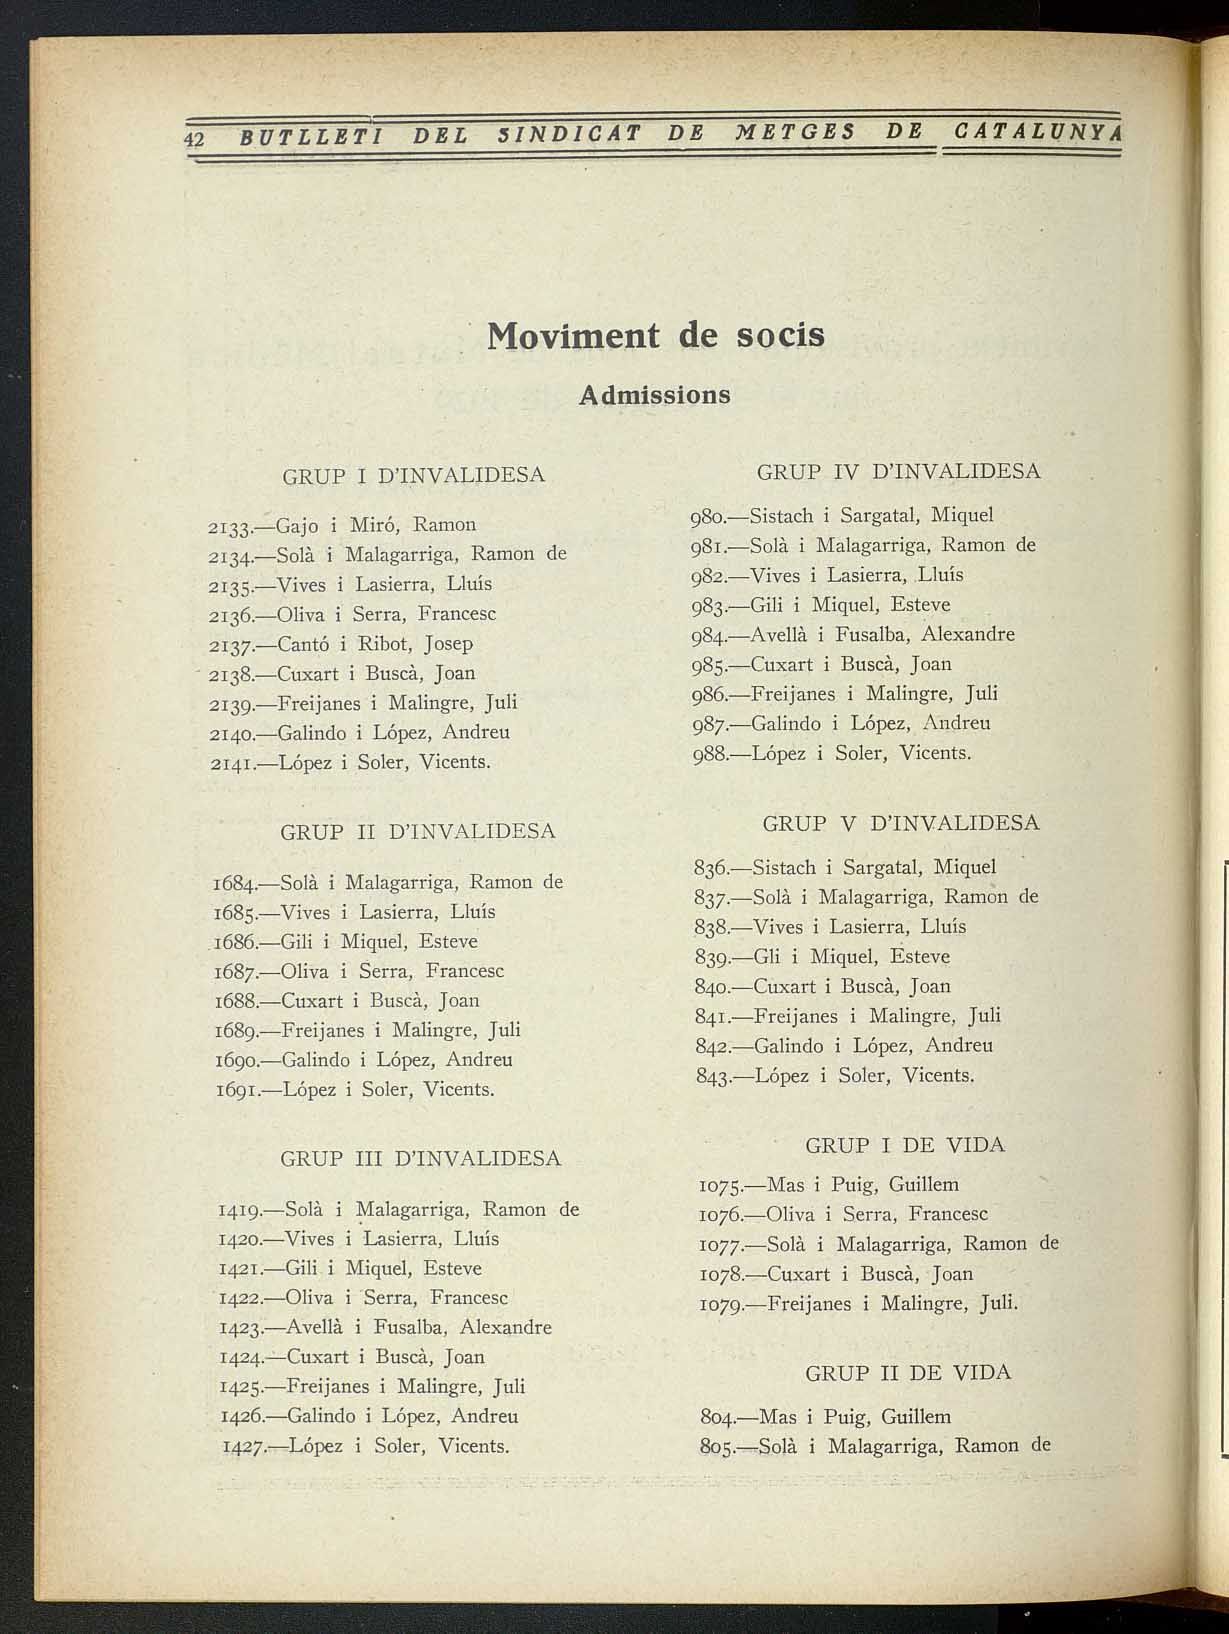 42 BUTLLETI DEL SINDICAT DE METGES DE CATALUNYA
Moviment de socis
Admissions
GRUP I D'INVALIDESA
2133.—Gajo i Miró, Ramon
2134.—Solà i Malagarriga, Ramon de
2135.—Vives i Lasierra, Lluís
2136.—Oliva i Serra, Francesc
2137.—Cantó i Ribot, Josep
2138.—Cuxart i Buscà, Joan
2139.—Freijanes i Malingre, Juli
2140.—Galindo i López, Andreu
2141.—López i Soler, Vicents.
GRUP II D'INVALIDESA
1684.—Solà i Malagarriga, Ramon de
1685.—Vives i Lasierra, Lluís
1686.—Gili i Miquel, Esteve
1687.—Oliva i Serra, Francesc
1688.—Cuxart i Buscà, Joan
1689.—Freijanes i Malingre, Juli
1690.—Galindo i López, Andreu
1691.—López i Soler, Vicents.
GRUP III D'INVALIDESA
1419.—Solà i Malagarriga, Ramon de
1420.—Vives i Lasierra, Lluís
1421.—Gili i Miquel, Esteve
1422.—Oliva i Serra, Francesc
1423.—Avellà i Fusalba, Alexandre
1424.—Cuxart i Buscà, Joan
1425.—Freijanes i Malingre, Juli
1426.—Galindo i López, Andreu
1427.—López i Soler, Vicents.
GRUP IV D'INVALIDESA
980.—Sistach i Sargatal, Miquel
981.—Solà i Malagarriga, Ramon de
982.—Vives i Lasierra, Lluís
983.—Gili i Miquel, Esteve
984.—Avellà i Fusalba, Alexandre
985.—Cuxart i Buscà, Joan
986.—Freijanes i Malingre, Juli
987.—Galindo i López, Andreu
988.—López i Soler, Vicents.
GRUP V D'INVALIDESA
836.—Sistach i Sargatal, Miquel
837.—Solà i Malagarriga, Ramon de
838.—Vives i Lasierra, Lluís
839.—Gli i Miquel, Esteve
840.—Cuxart i Buscà, Joan
841.—Freijanes i Malingre, Juli
842.—Galindo i López, Andreu
843.—López i Soler, Vicents.
GRUP I DE VIDA
1075.—Mas i Puig, Guillem
1076.—Oliva i Serra, Francesc
1077.—Solà i Malagarriga, Ramon de
1078.—Cuxart i Buscà, Joan
1079.—Freijanes i Malingre, Juli.
GRUP II DE VIDA
804.—Mas i Puig, Guillem
805.—Solà i Malagarriga, Ramon de